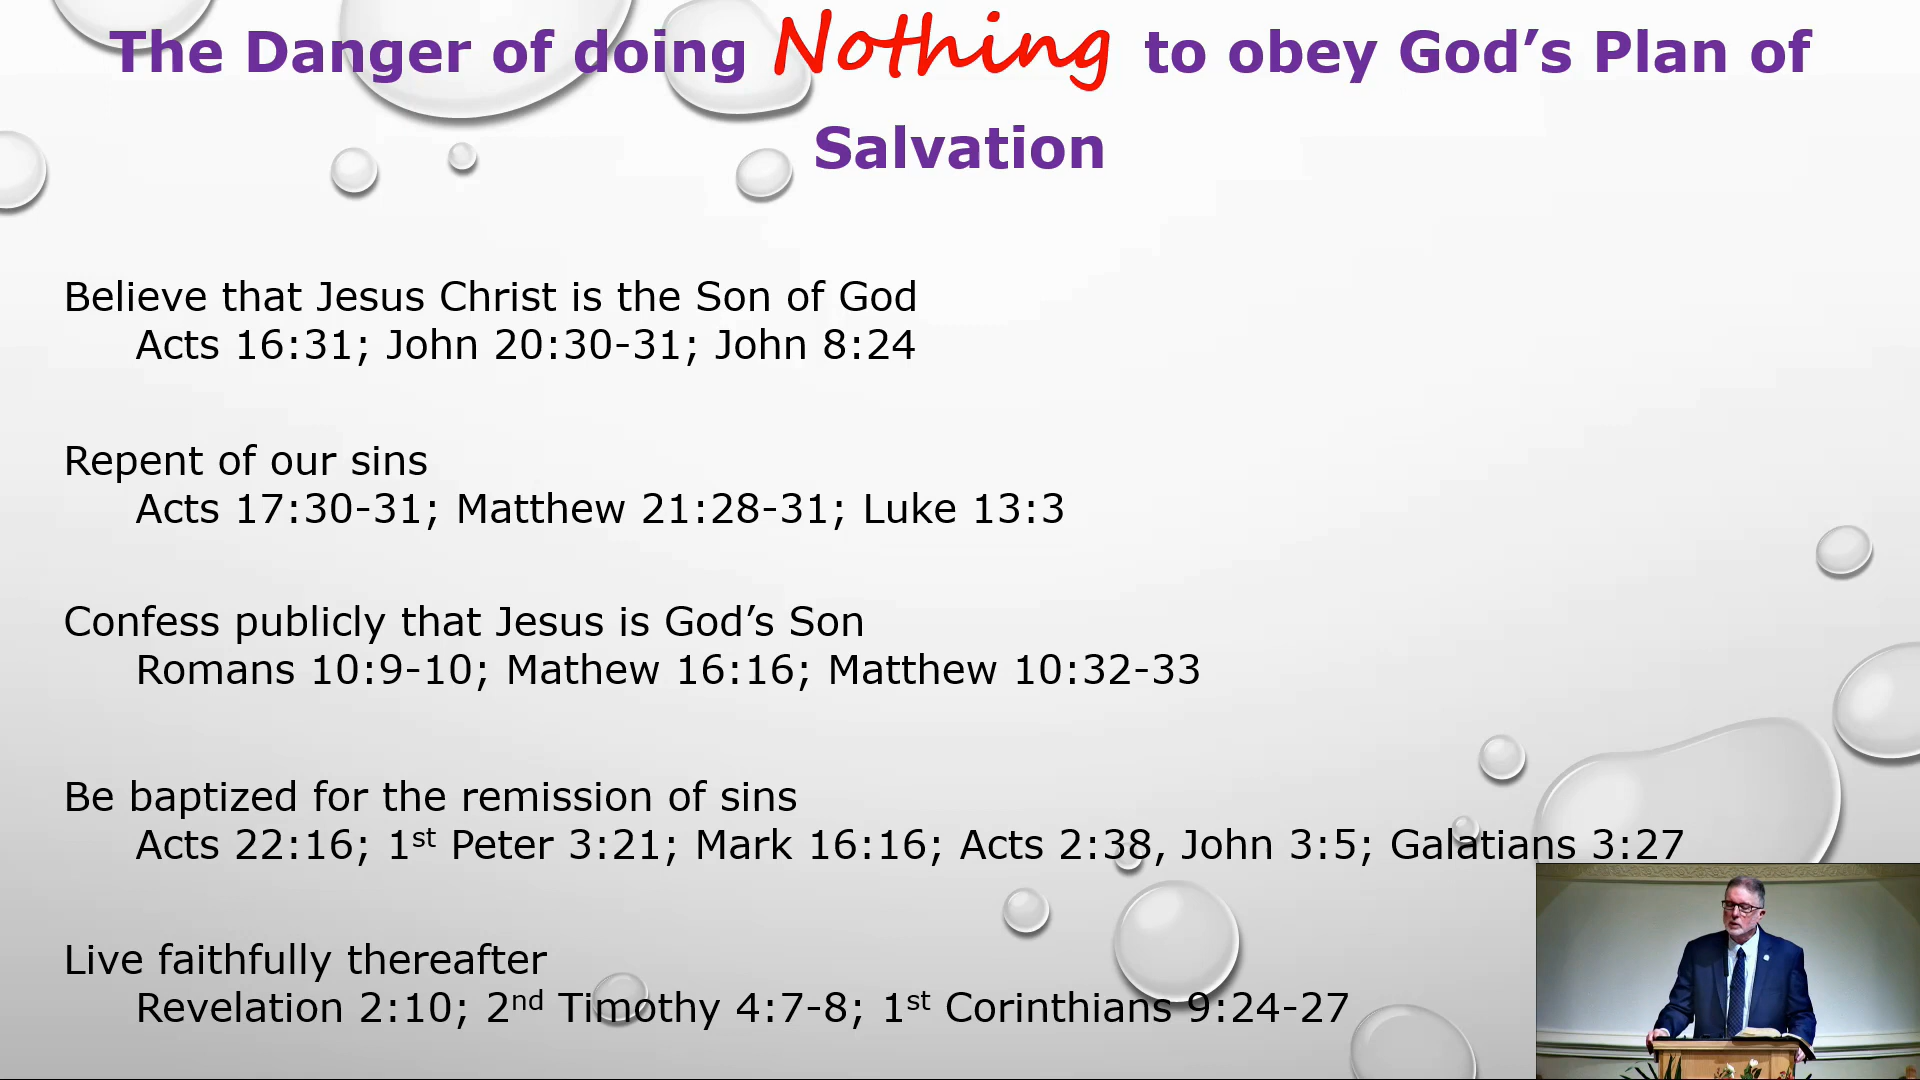 The Danger of doing Nothing to obey God’s Plan of
Salvation
Believe that Jesus Christ is the Son of God
Acts 16:31; John 20:30-31; John 8:24
Repent of our sins
Acts 17:30-31; Matthew 21:28-31; Luke 13:3
Confess publicly that Jesus is God’s Son
Romans 10:9-10; Mathew 16:16; Matthew 10:32-33
Be baptized for the remission of sins
Acts 22:16; 1st Peter 3:21; Mark 16:16; Acts 2:38, John 3:5; Galatians 3:27
Live faithfully thereafter
Revelation 2:10; 2nd Timothy 4:7-8; 1st Corinthians 9:24-27